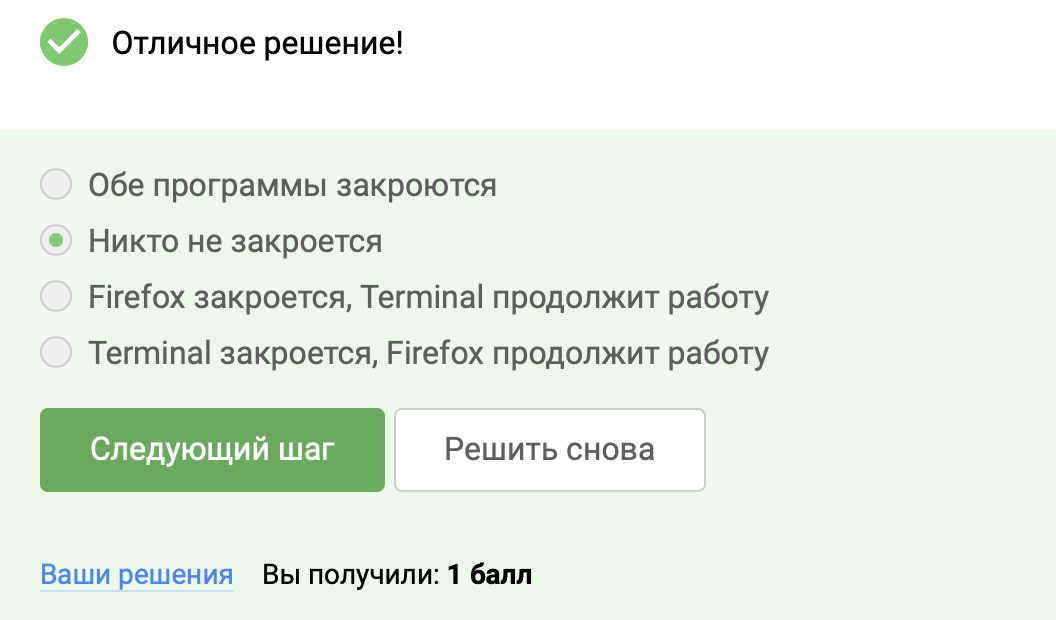 Отличное решение!
Обе программы закроются
Никто не закроется
Firefox закроется, Terminal продолжит работу
Terminal закроется, Firefox продолжит работу
Следующий шаг
Решить снова
Ваши решения
Вы получили: 1 балл